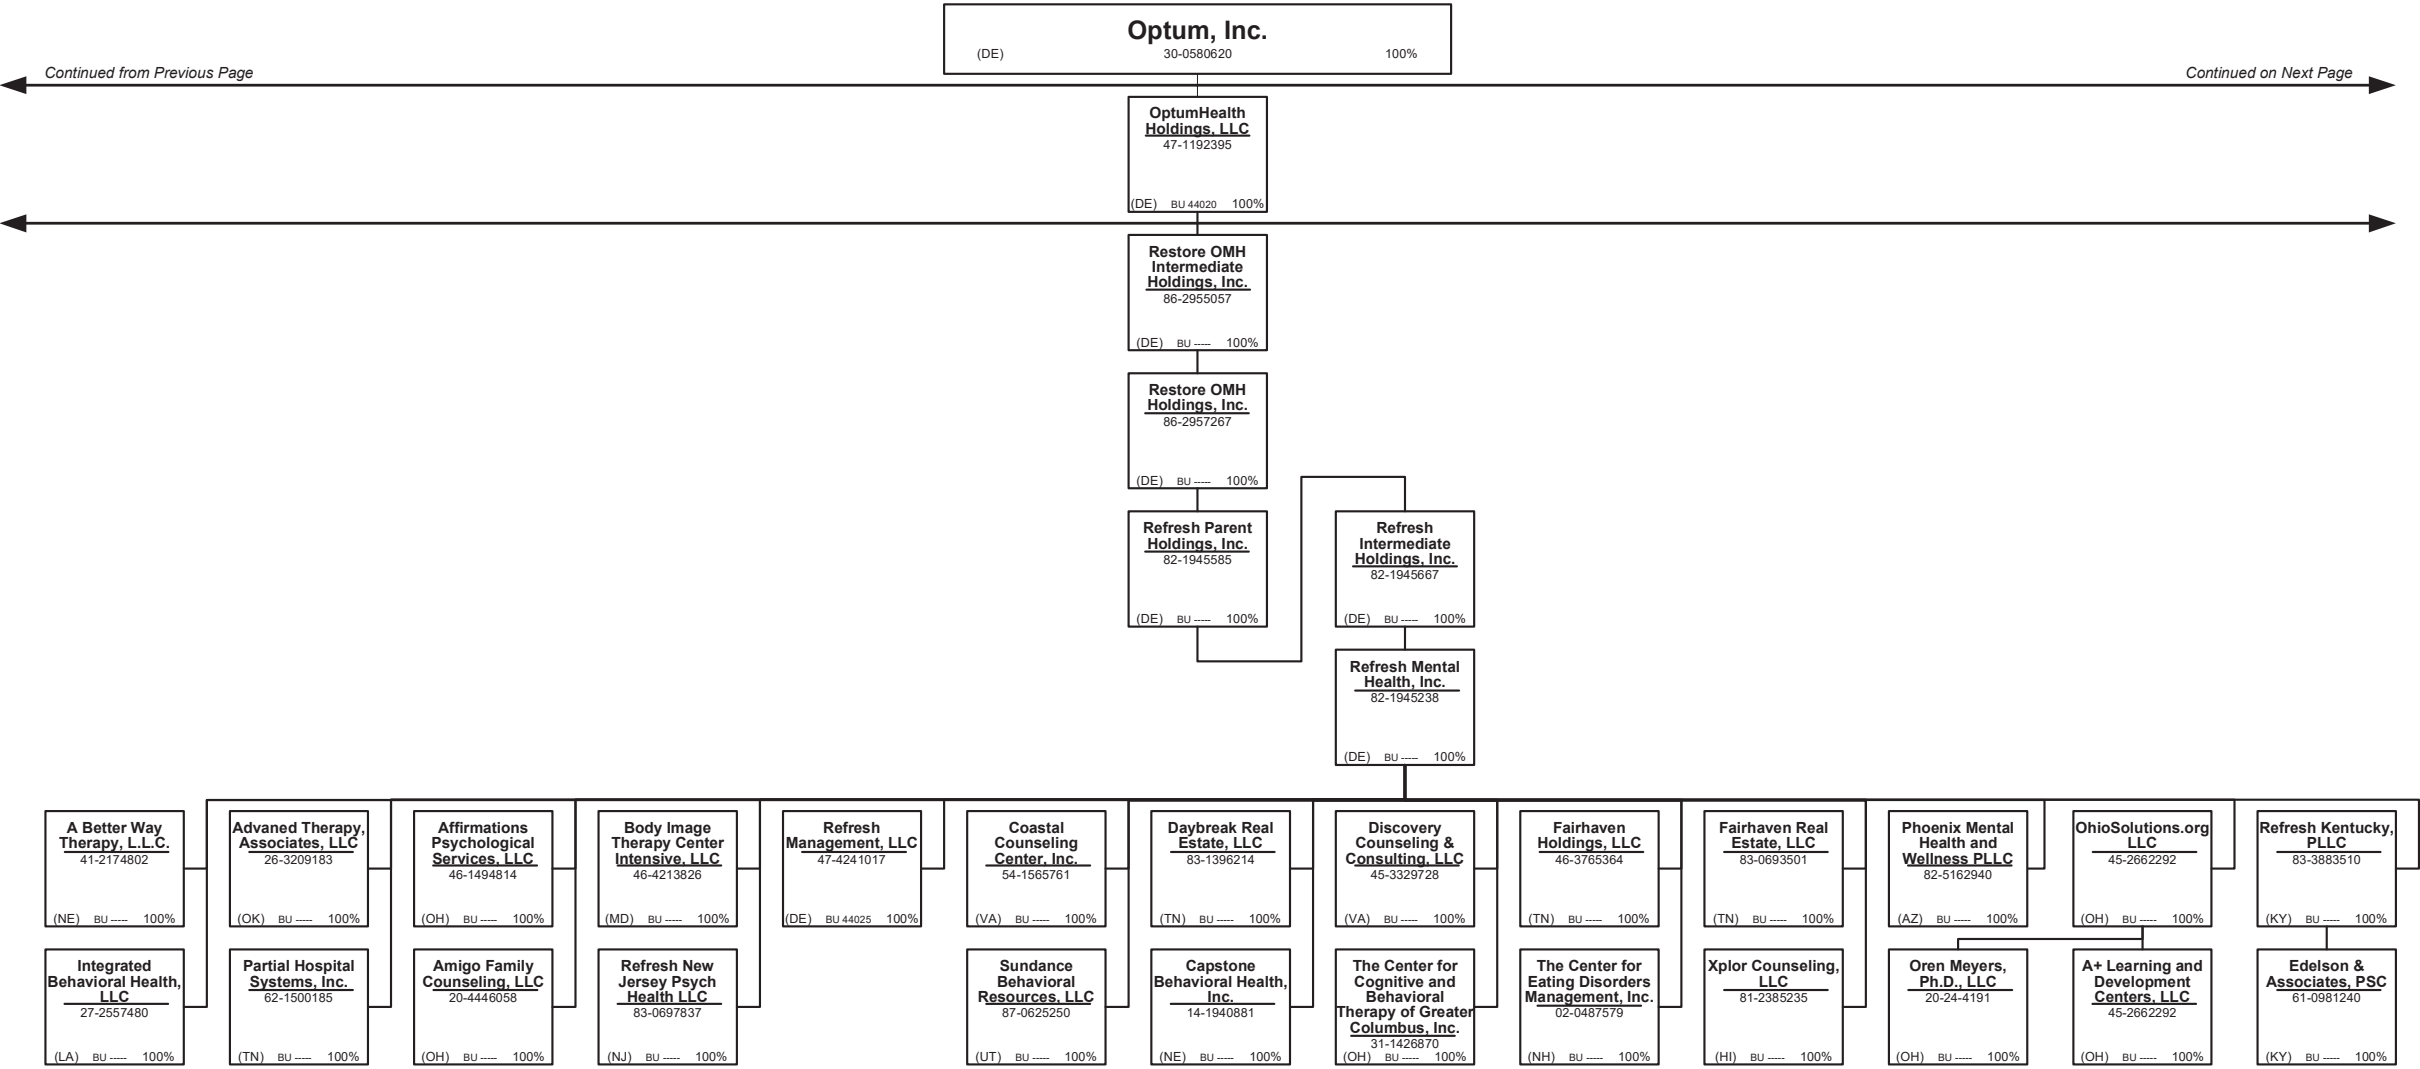 Optum, Inc.
(DE) 30-0580620 100%
Continued from Previous Page
Continued on Next Page
OptumHealth
Holdings, LLC
47-1192395
(DE) BU 44020 100%
Restore OMH
Intermediate
Holdings, Inc.
86-2955057
(DE) BU ----- 100%
Restore OMH
Holdings, Inc.
86-2957267
(DE) BU ----- 100%
Refresh Parent
Holdings, Inc.
82-1945585
(DE) BU ----- 100%
Refresh
Intermediate
Holdings, Inc.
82-1945667
(DE) BU ----- 100%
Refresh Mental
Health, Inc.
82-1945238
(DE) BU ----- 100%
A Better Way
Therapy, L.L.C.
41-2174802
(NE) BU ----- 100%
Advaned Therapy,
Associates, LLC
26-3209183
(OK) BU ----- 100%
Affirmations
Psychological
Services, LLC
46-1494814
(OH) BU ----- 100%
Body Image
Therapy Center
Intensive, LLC
46-4213826
(MD) BU ----- 100%
Refresh
Management, LLC
47-4241017
(DE) BU 44025 100%
Coastal
Counseling
Center, Inc.
54-1565761
(VA) BU ----- 100%
Daybreak Real
Estate, LLC
83-1396214
(TN) BU ----- 100%
Discovery
Counseling &
Consulting, LLC
45-3329728
(VA) BU ----- 100%
Fairhaven
Holdings, LLC
46-3765364
(TN) BU ----- 100%
Fairhaven Real
Estate, LLC
83-0693501
(TN) BU ----- 100%
Phoenix Mental
Health and
Wellness PLLC
82-5162940
(AZ) BU ----- 100%
OhioSolutions.org
LLC
45-2662292
(OH) BU ----- 100%
Refresh Kentucky,
PLLC
83-3883510
(KY) BU ----- 100%
Integrated
Behavioral Health,
LLC
27-2557480
(LA) BU ----- 100%
Partial Hospital
Systems, Inc.
62-1500185
(TN) BU ----- 100%
Amigo Family
Counseling, LLC
20-4446058
(OH) BU ----- 100%
Refresh New
Jersey Psych
Health LLC
83-0697837
(NJ) BU ----- 100%
Sundance
Behavioral
Resources, LLC
87-0625250
(UT) BU ----- 100%
Capstone
Behavioral Health,
Inc.
14-1940881
(NE) BU ----- 100%
The Center for
Cognitive and
Behavioral
Therapy of Greater
Columbus, Inc.
31-1426870
(OH) BU ----- 100%
The Center for
Eating Disorders
Management, Inc.
02-0487579
(NH) BU ----- 100%
Xplor Counseling,
LLC
81-2385235
(HI) BU ----- 100%
Oren Meyers,
Ph.D., LLC
20-24-4191
(OH) BU ----- 100%
A+ Learning and
Development
Centers, LLC
45-2662292
(OH) BU ----- 100%
Edelson &
Associates, PSC
61-0981240
(KY) BU ----- 100%